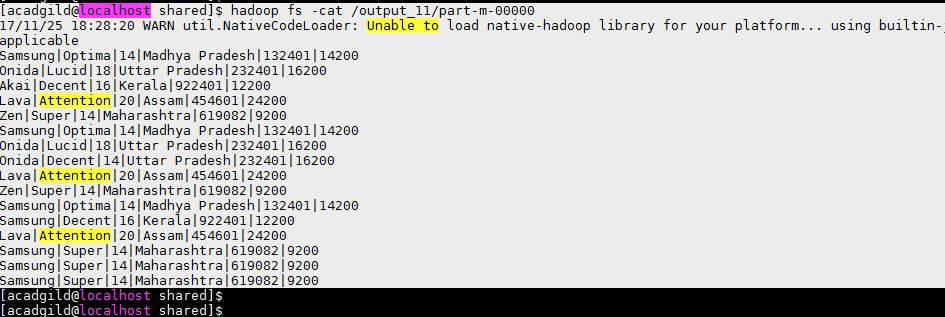 [acadgild@localhost shared]$ hadoop fs -cat /output_11/part-m-00000
17/11/25 18:28:20 WARN util.NativeCodeLoader: Unable to load native-hadoop library for your platform... using builtin-
applicable
Samsung|Optima|14|Madhya Pradesh|132401|14200
Onida|Lucid|18|Uttar Pradesh|232401|16200
Akai|Decent|16|Kerala|922401|12200
Lava|Attention|20|Assam|454601|24200
Zen|Super|14|Maharashtra|619082|9200
Samsung|Optima|14|Madhya Pradesh|132401|14200
Onida|Lucid|18|Uttar Pradesh|232401|16200
Onida|Decent|14|Uttar Pradesh|232401|16200
Lava|Attention|20|Assam|454601|24200
Zen|Super|14|Maharashtra|619082|9200
Samsung|Optima|14|Madhya Pradesh|132401|14200
Samsung|Decent|16|Kerala|922401|12200
Lava|Attention|20|Assam|454601|24200
Samsung|Super|14|Maharashtra|619082|9200
Samsung|Super|14|Maharashtra|619082|9200
Samsung|Super|14|Maharashtra|619082|9200
[acadgild@localhost shared]$
[acadgild@localhost shared]$